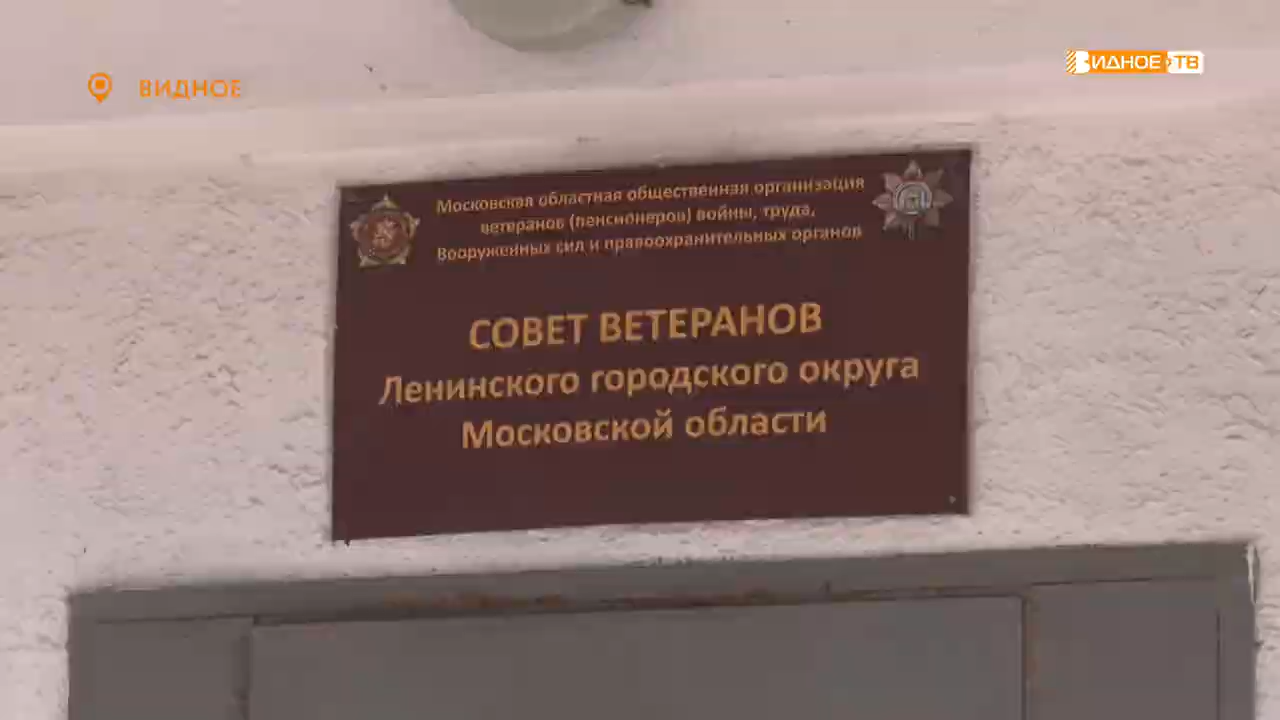 ВИДНОЕ
ВИДНОЕ ТВ
Московская областная общественная организация
ветеранов (пенсионеров) войны, труда,
Вооруженных сил и правоохранительных органов
СОВЕТ ВЕТЕРАНОВ
Ленинского городского округа
Московской области